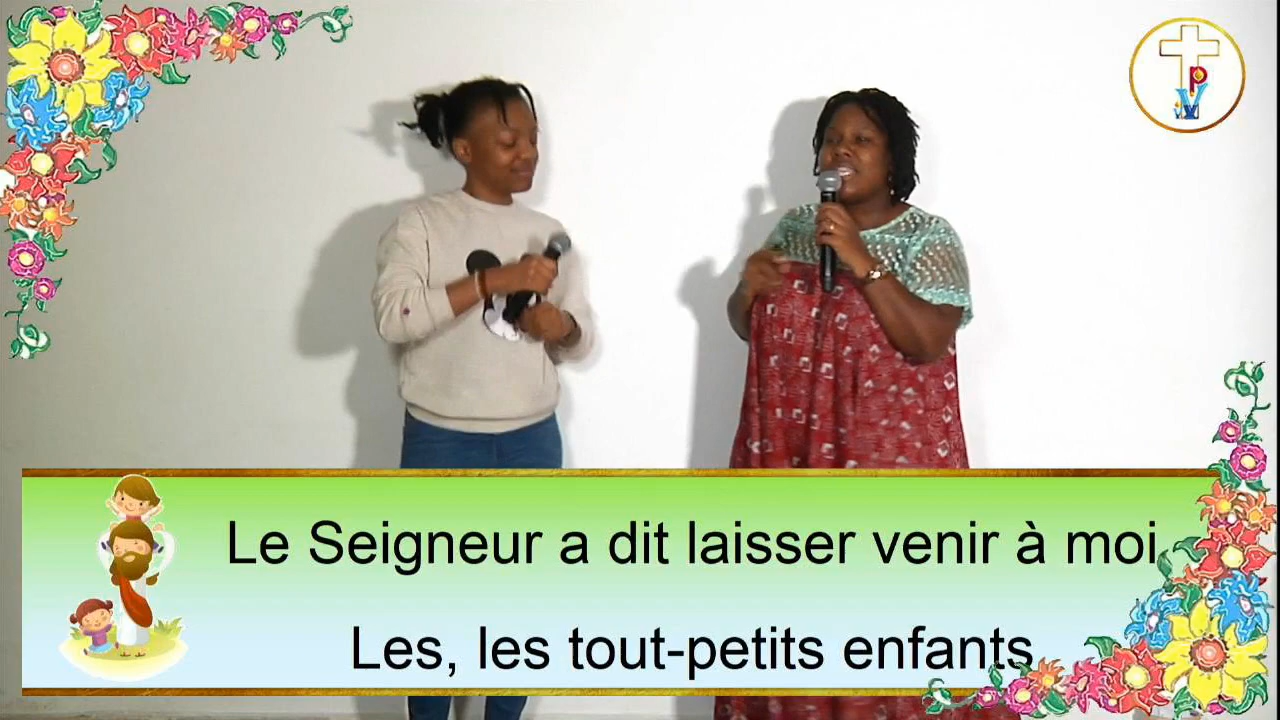 Le Seigneur a dit laisser venir à moi
Les, les tout-petits enfants